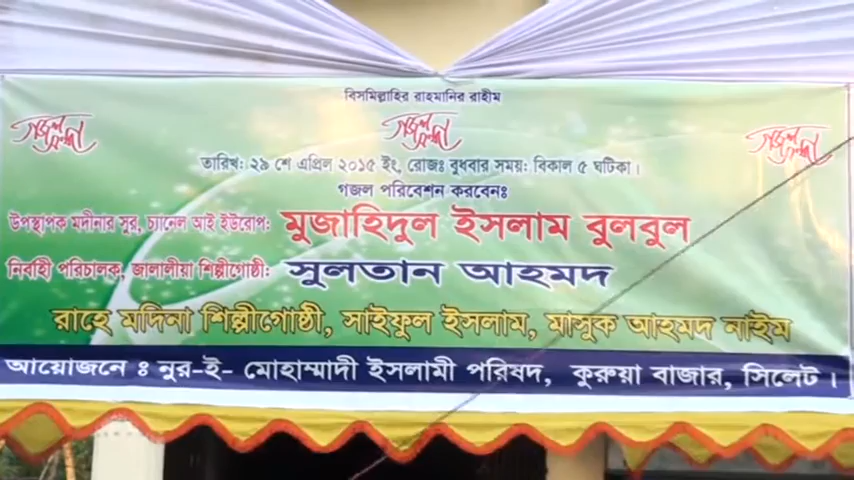 বিসমিল্লাহির রাহমানির রাহীম
গজল সন্ধ্যা
গজল সন্ধ্যা
গজল সন্ধ্যা
তারিখ: ২৯ শে এপ্রিল ২০১৫ ইং, রোজঃ বুধবার সময়: বিকাল ৫ ঘটিকা।
গজল পরিবেশন করবেনঃ
উপস্থাপক মদীনার সুর, চ্যানেল আই ইউরোপ: মুজাহিদুল ইসলাম বুলবুল
নির্বাহী পরিচালক, জালালীয়া শিল্পীগোষ্ঠী: সুলতান আহমদ
রাহে মদিনা শিল্পীগোষ্ঠী, সাইফুল ইসলাম, মাসুক আহমদ নাইম
আয়োজনে : নুর-ই- মোহাম্মাদী ইসলামী পরিষদ, কুরুয়া বাজার, সিলেট।